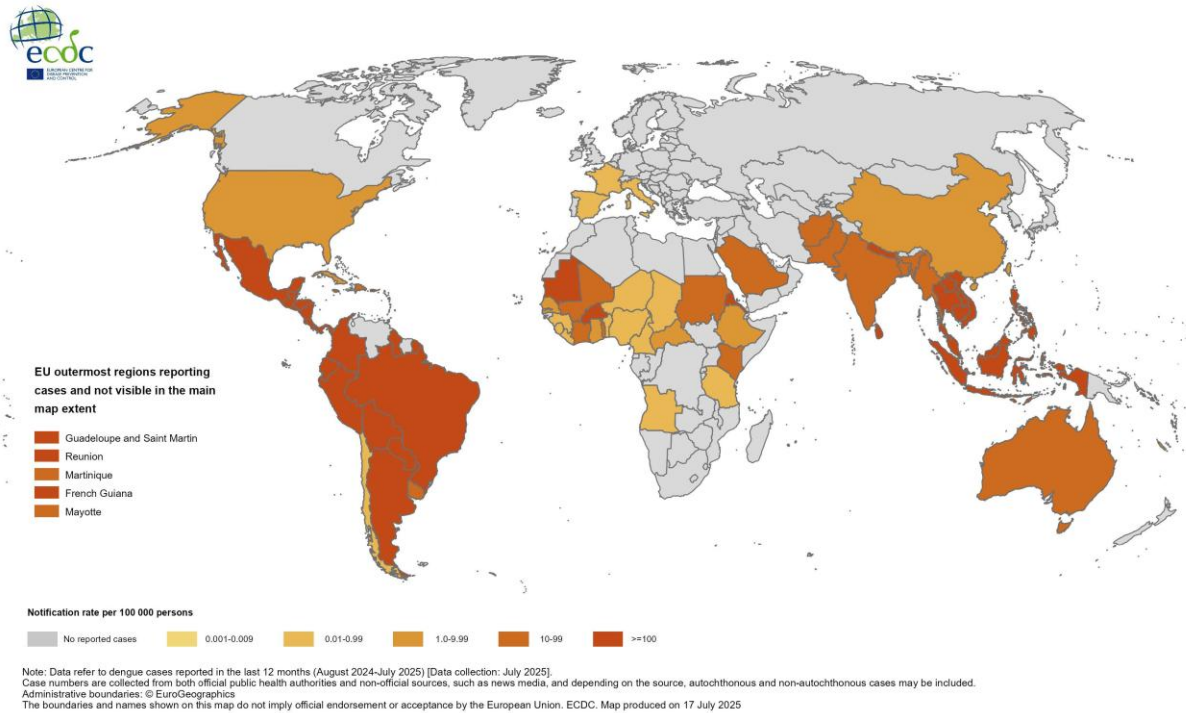 ecdc
EUROPEAN CENTRE FOR
DISEASE PREVENTION
AND CONTROL
EU outermost regions reporting
cases and not visible in the main
map extent
Guadeloupe and Saint Martin
Reunion
Martinique
French Guiana
Mayotte
Notification rate per 100 000 persons
No reported cases 0.001-0.009 0.01-0.99 1.0-9.99 10-99 >=100
Note: Data refer to dengue cases reported in the last 12 months (August 2024-July 2025) [Data collection: July 2025].
Case numbers are collected from both official public health authorities and non-official sources, such as news media, and depending on the source, autochthonous and non-autochthonous cases may be included.
Administrative boundaries: © EuroGeographics
The boundaries and names shown on this map do not imply official endorsement or acceptance by the European Union. ECDC. Map produced on 17 July 2025